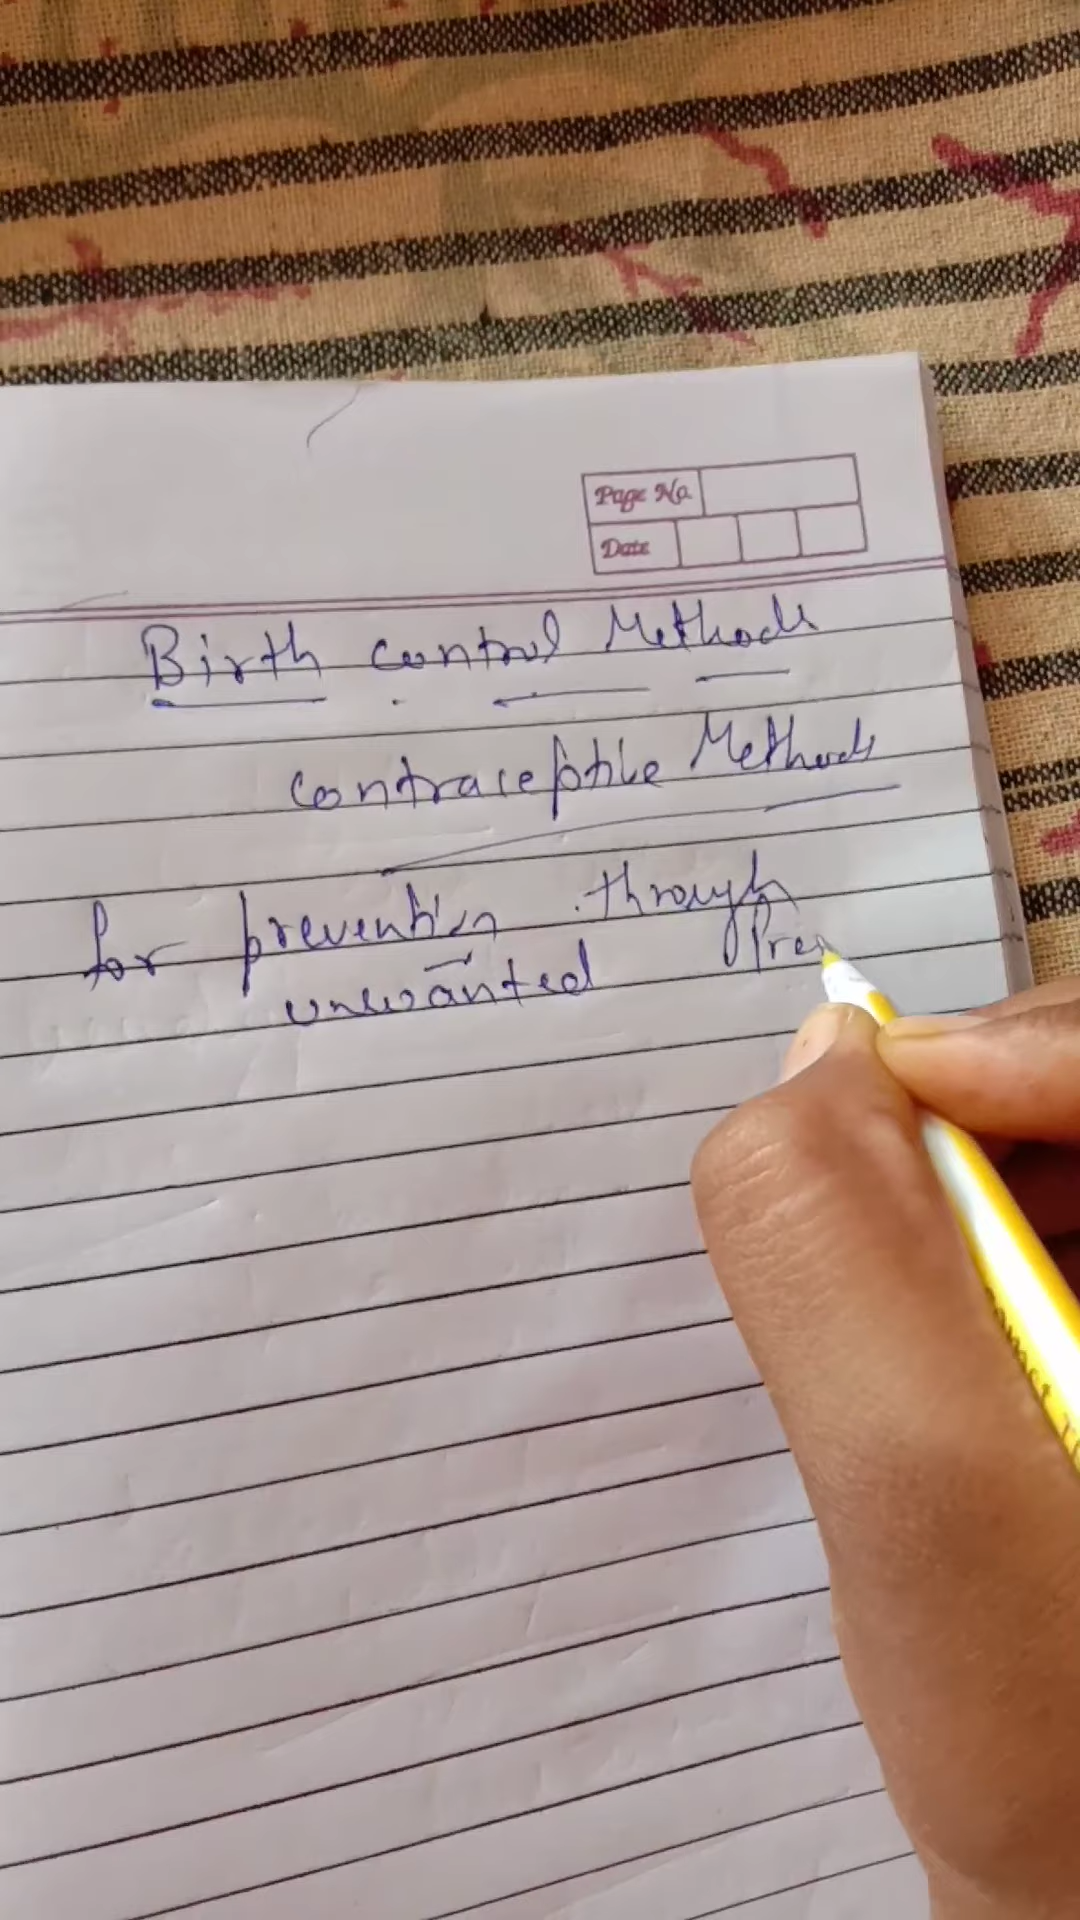 Page No.
Date
Birth control Methods
contraceptive Methods
for prevention through
unwanted Pre